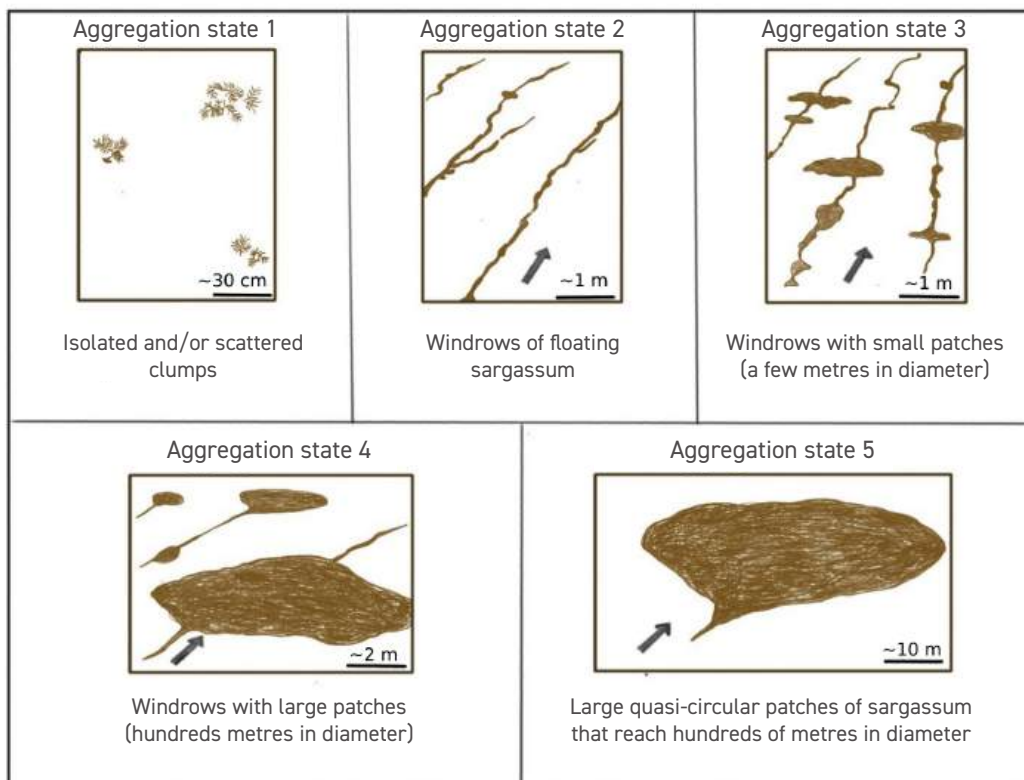 Aggregation state 1
~30 cm
Isolated and/or scattered
clumps
Aggregation state 2
~1 m
Windrows of floating
sargassum
Aggregation state 3
~1 m
Windrows with small patches
(a few metres in diameter)
Aggregation state 4
~2 m
Windrows with large patches
(hundreds metres in diameter)
Aggregation state 5
~10 m
Large quasi-circular patches of sargassum
that reach hundreds of metres in diameter